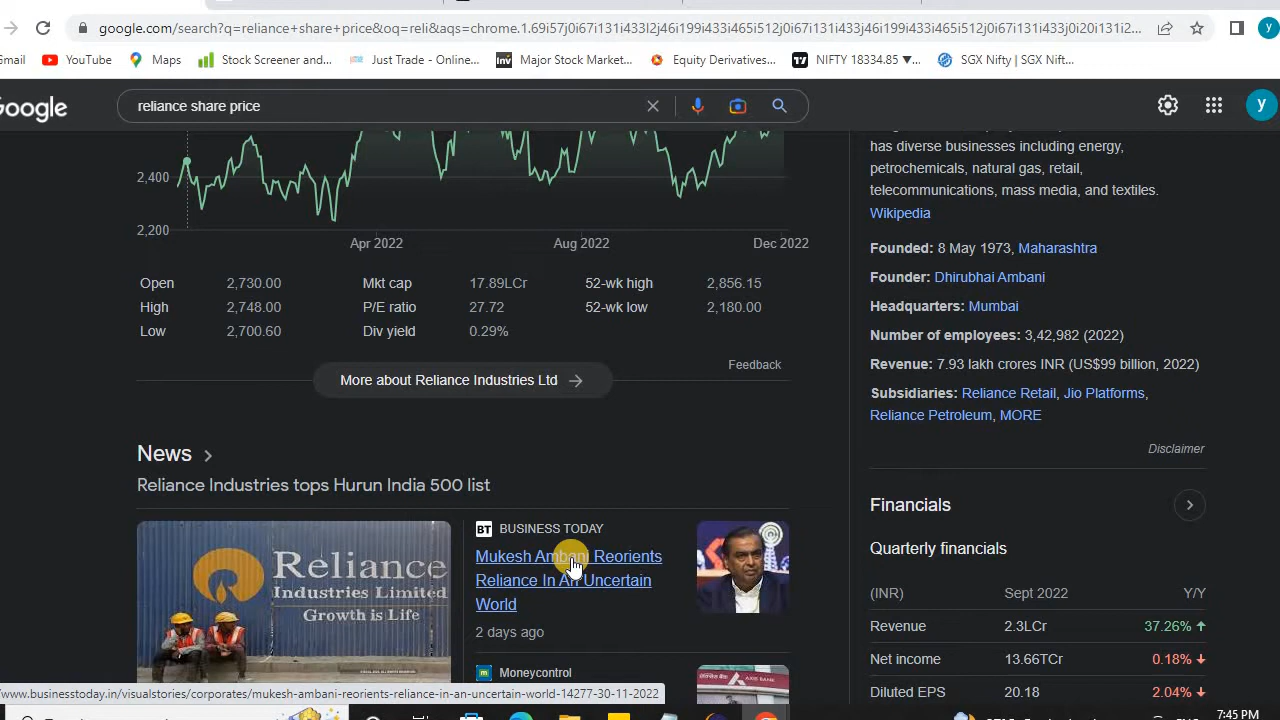 google.com/search?q=reliance+share+price&oq=reli&aqs=chrome.1.69i57j0i67i131i433l2j46i199i433i465i512j0i67i131i433j46i199i433i465i512j0i67i131i433j0i20i131i2...
Gmail
YouTube
Maps
Stock Screener and...
Just Trade - Online...
Inv
Major Stock Market...
Equity Derivatives...
NIFTY 18334.85 ▼...
SGX Nifty | SGX Nift...
y
Google
reliance share price
y
2,400
2,200
Apr 2022
Aug 2022
Dec 2022
Open 2,730.00 Mkt cap 17.89LCr 52-wk high 2,856.15
High 2,748.00 P/E ratio 27.72 52-wk low 2,180.00
Low 2,700.60 Div yield 0.29%
Feedback
More about Reliance Industries Ltd
News
Reliance Industries tops Hurun India 500 list
Reliance
Industries Limited
Growth is Life
BT BUSINESS TODAY
Mukesh Ambani Reorients
Reliance In An Uncertain
World
2 days ago
Moneycontrol
AXIS BANK
/www.businesstoday.in/visualstories/corporates/mukesh-ambani-reorients-reliance-in-an-uncertain-world-14277-30-11-2022
has diverse businesses including energy,
petrochemicals, natural gas, retail,
telecommunications, mass media, and textiles.
Wikipedia
Founded: 8 May 1973, Maharashtra
Founder: Dhirubhai Ambani
Headquarters: Mumbai
Number of employees: 3,42,982 (2022)
Revenue: 7.93 lakh crores INR (US$99 billion, 2022)
Subsidiaries: Reliance Retail, Jio Platforms,
Reliance Petroleum, MORE
Disclaimer
Financials
Quarterly financials
(INR) Sept 2022 Y/Y
Revenue 2.3LCr 37.26% ↑
Net income 13.66TCr 0.18% ↓
Diluted EPS 20.18 2.04% ↓
7:45 PM